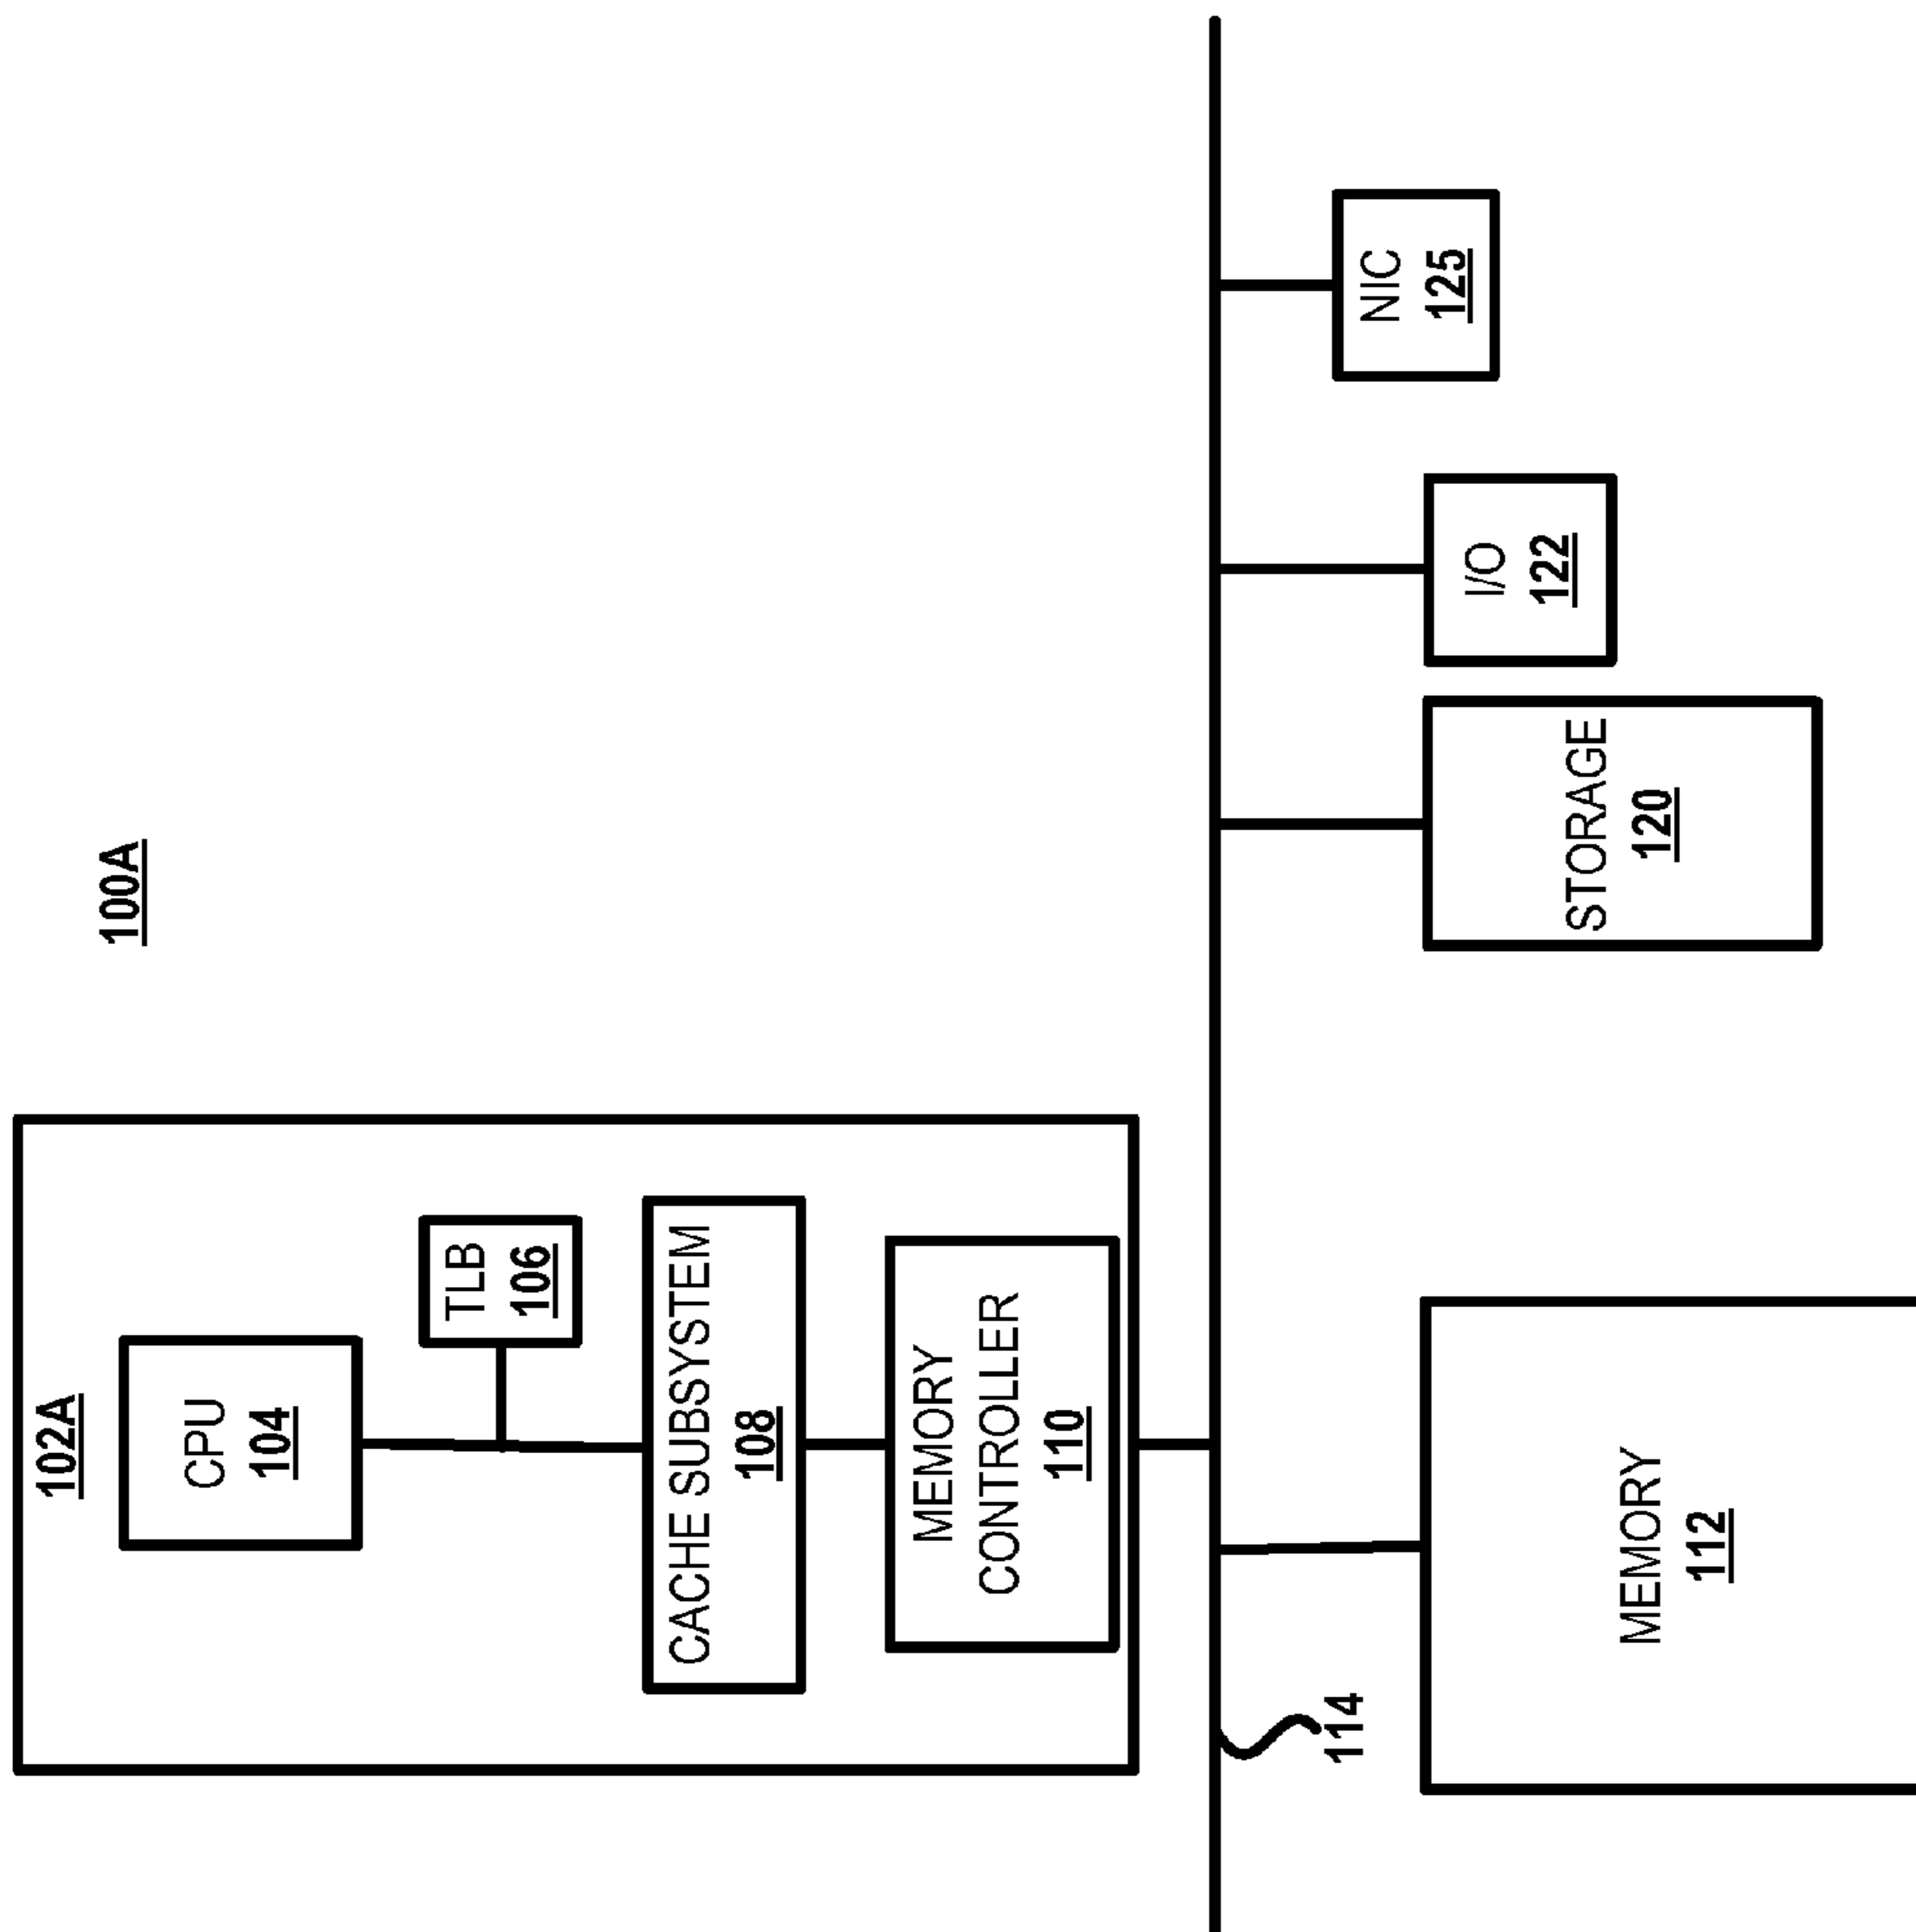 100A
102A
CPU
104
TLB
106
CACHE SUBSYSTEM
108
MEMORY
CONTROLLER
110
114
MEMORY
112
STORAGE
120
I/O
122
NIC
125